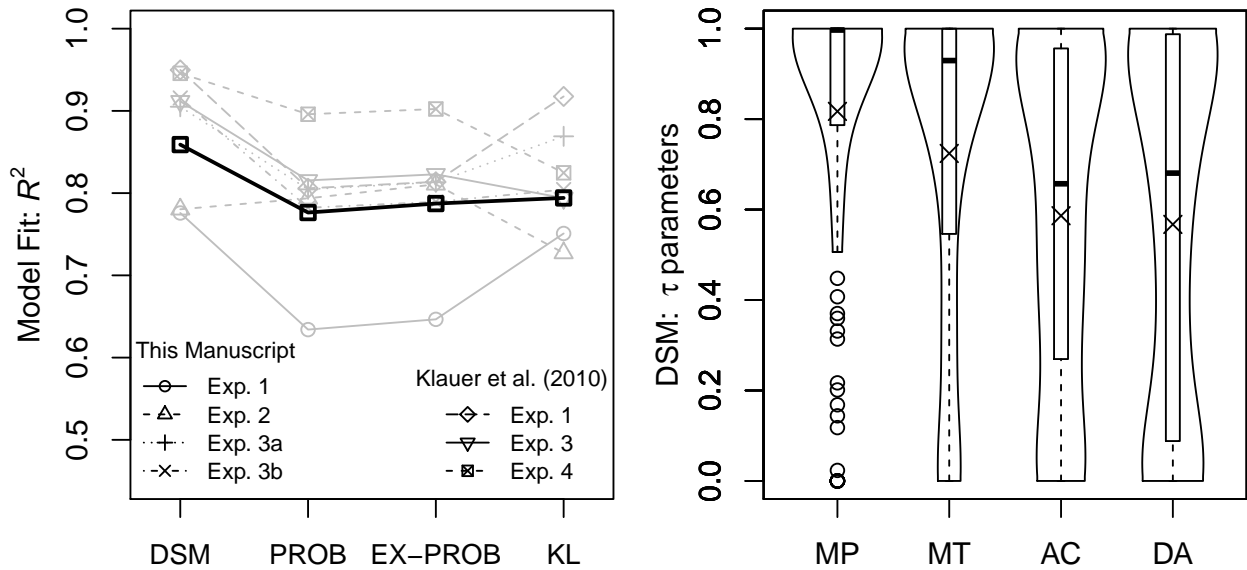 Model Fit: R²
1.0
0.9
0.8
0.7
0.6
0.5
This Manuscript
Exp. 1
Exp. 2
Exp. 3a
Exp. 3b
Klauer et al. (2010)
Exp. 1
Exp. 3
Exp. 4
DSM PROB EX−PROB KL
DSM: τ parameters
1.0
0.8
0.6
0.4
0.2
0.0
MP MT AC DA